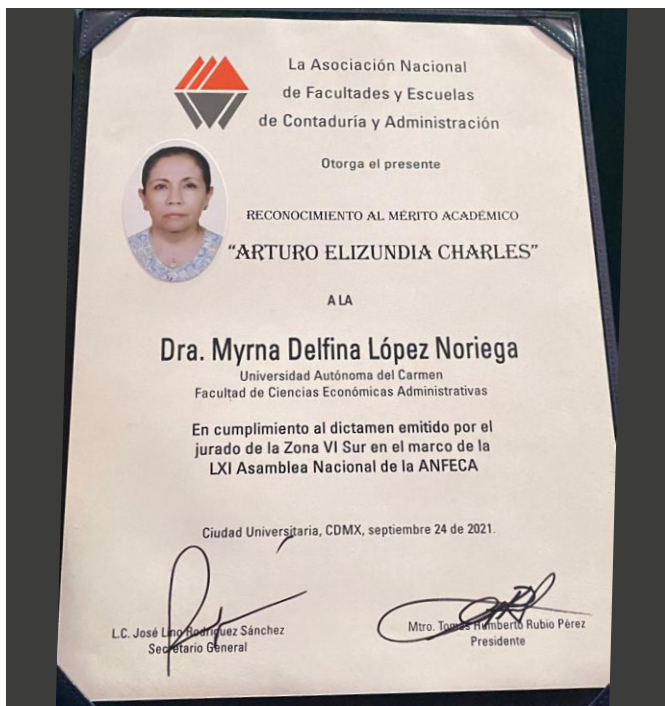 La Asociación Nacional
de Facultades y Escuelas
de Contaduría y Administración
Otorga el presente
RECONOCIMIENTO AL MÉRITO ACADÉMICO
“ARTURO ELIZUNDIA CHARLES”
A LA
Dra. Myrna Delfina López Noriega
Universidad Autónoma del Carmen
Facultad de Ciencias Económicas Administrativas
En cumplimiento al dictamen emitido por el
jurado de la Zona VI Sur en el marco de la
LXI Asamblea Nacional de la ANFECA
Ciudad Universitaria, CDMX, septiembre 24 de 2021.
L.C. José Lino Rodríguez Sánchez
Secretario General
Mtro. Tomás Humberto Rubio Pérez
Presidente